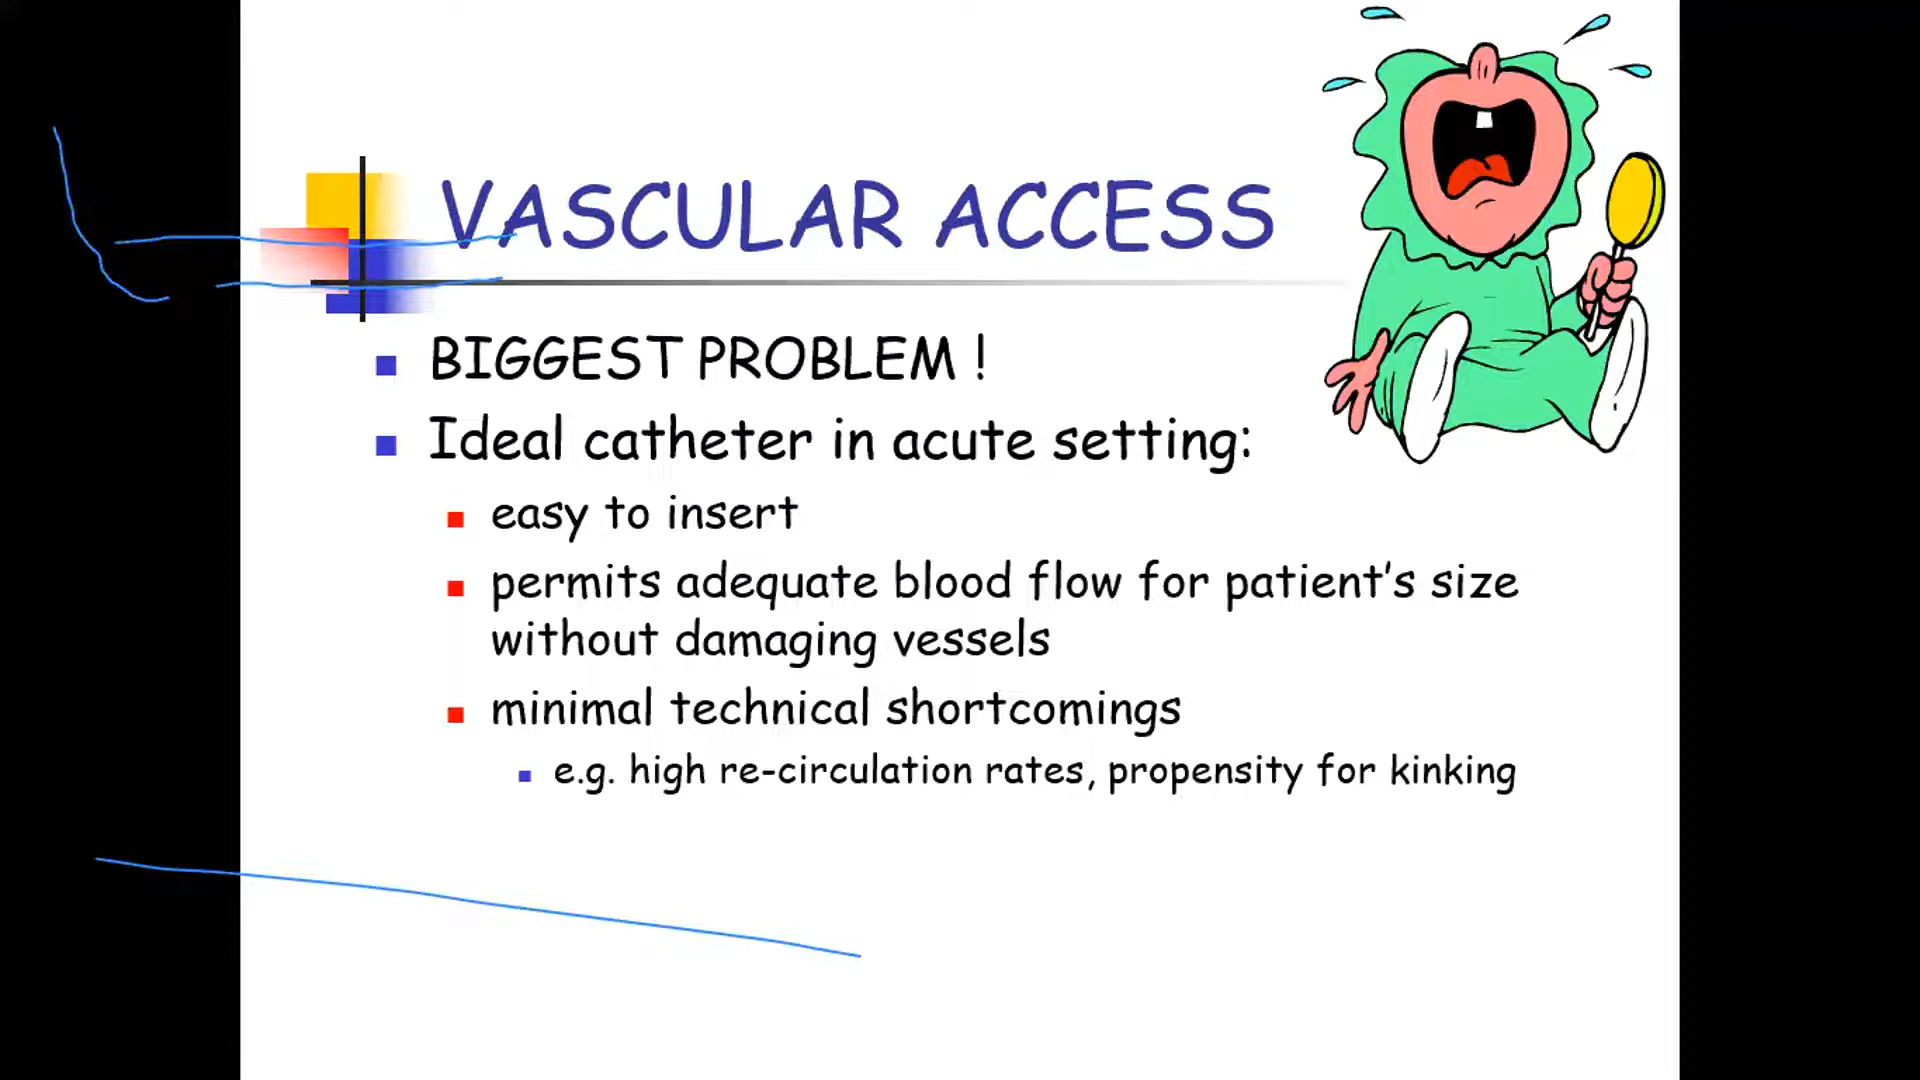 VASCULAR ACCESS
BIGGEST PROBLEM !
Ideal catheter in acute setting:
easy to insert
permits adequate blood flow for patient's size
without damaging vessels
minimal technical shortcomings
e.g. high re-circulation rates, propensity for kinking